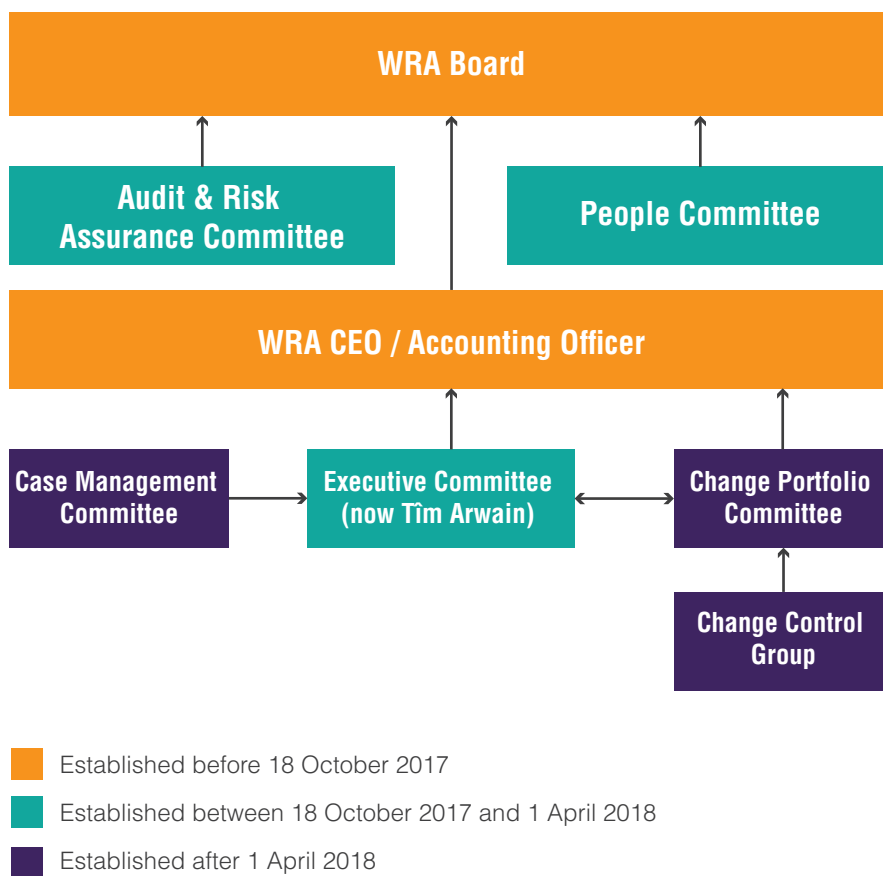 WRA Board
Audit & Risk
Assurance Committee
People Committee
WRA CEO / Accounting Officer
Case Management
Committee
Executive Committee
(now Tîm Arwain)
Change Portfolio
Committee
Change Control
Group
Established before 18 October 2017
Established between 18 October 2017 and 1 April 2018
Established after 1 April 2018